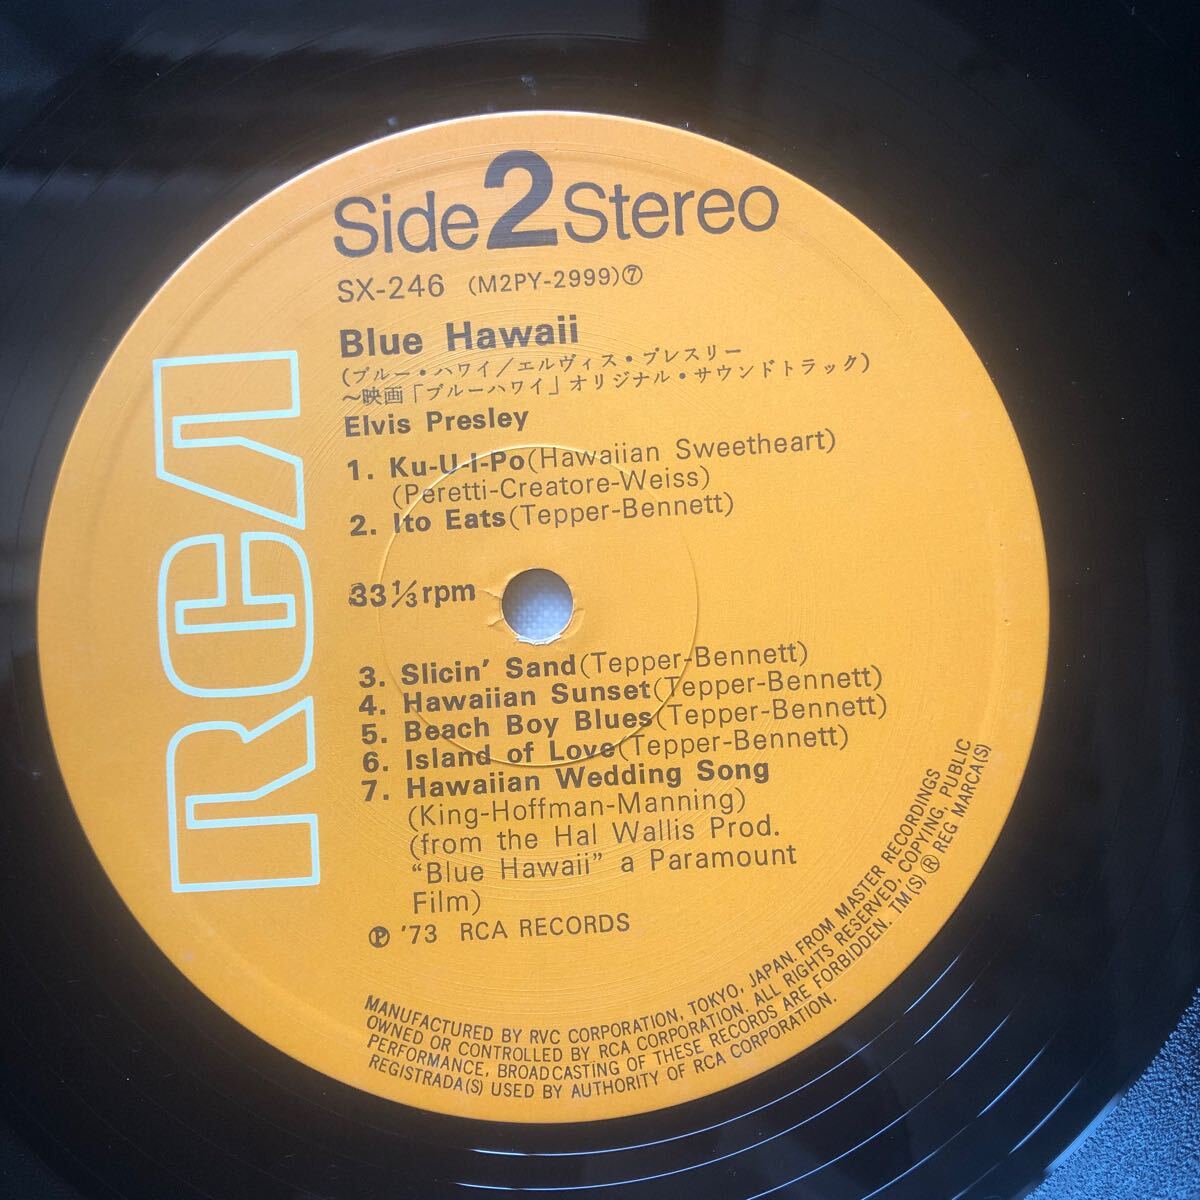 Side 2 Stereo
SX-246 (M2PY-2999)⑦
Blue Hawaii
(ブルー・ハワイ/エルヴィス・プレスリー
〜映画「ブルーハワイ」オリジナル・サウンドトラック)
Elvis Presley
1. Ku-U-I-Po(Hawaiian Sweetheart)
(Peretti-Creatore-Weiss)
2. Ito Eats(Tepper-Bennett)
33⅓rpm
3. Slicin' Sand(Tepper-Bennett)
4. Hawaiian Sunset(Tepper-Bennett)
5. Beach Boy Blues(Tepper-Bennett)
6. Island of Love(Tepper-Bennett)
7. Hawaiian Wedding Song
(King-Hoffman-Manning)
(from the Hal Wallis Prod.
"Blue Hawaii" a Paramount
Film)
℗ '73 RCA RECORDS
RCA
MANUFACTURED BY RVC CORPORATION, TOKYO, JAPAN. FROM MASTER RECORDINGS
OWNED OR CONTROLLED BY RCA CORPORATION. ALL RIGHTS RESERVED, COPYING, PUBLIC
PERFORMANCE, BROADCASTING OF THESE RECORDS ARE FORBIDDEN. TM(S) ® REG MARCA(S)
REGISTRADA(S) USED BY AUTHORITY OF RCA CORPORATION.